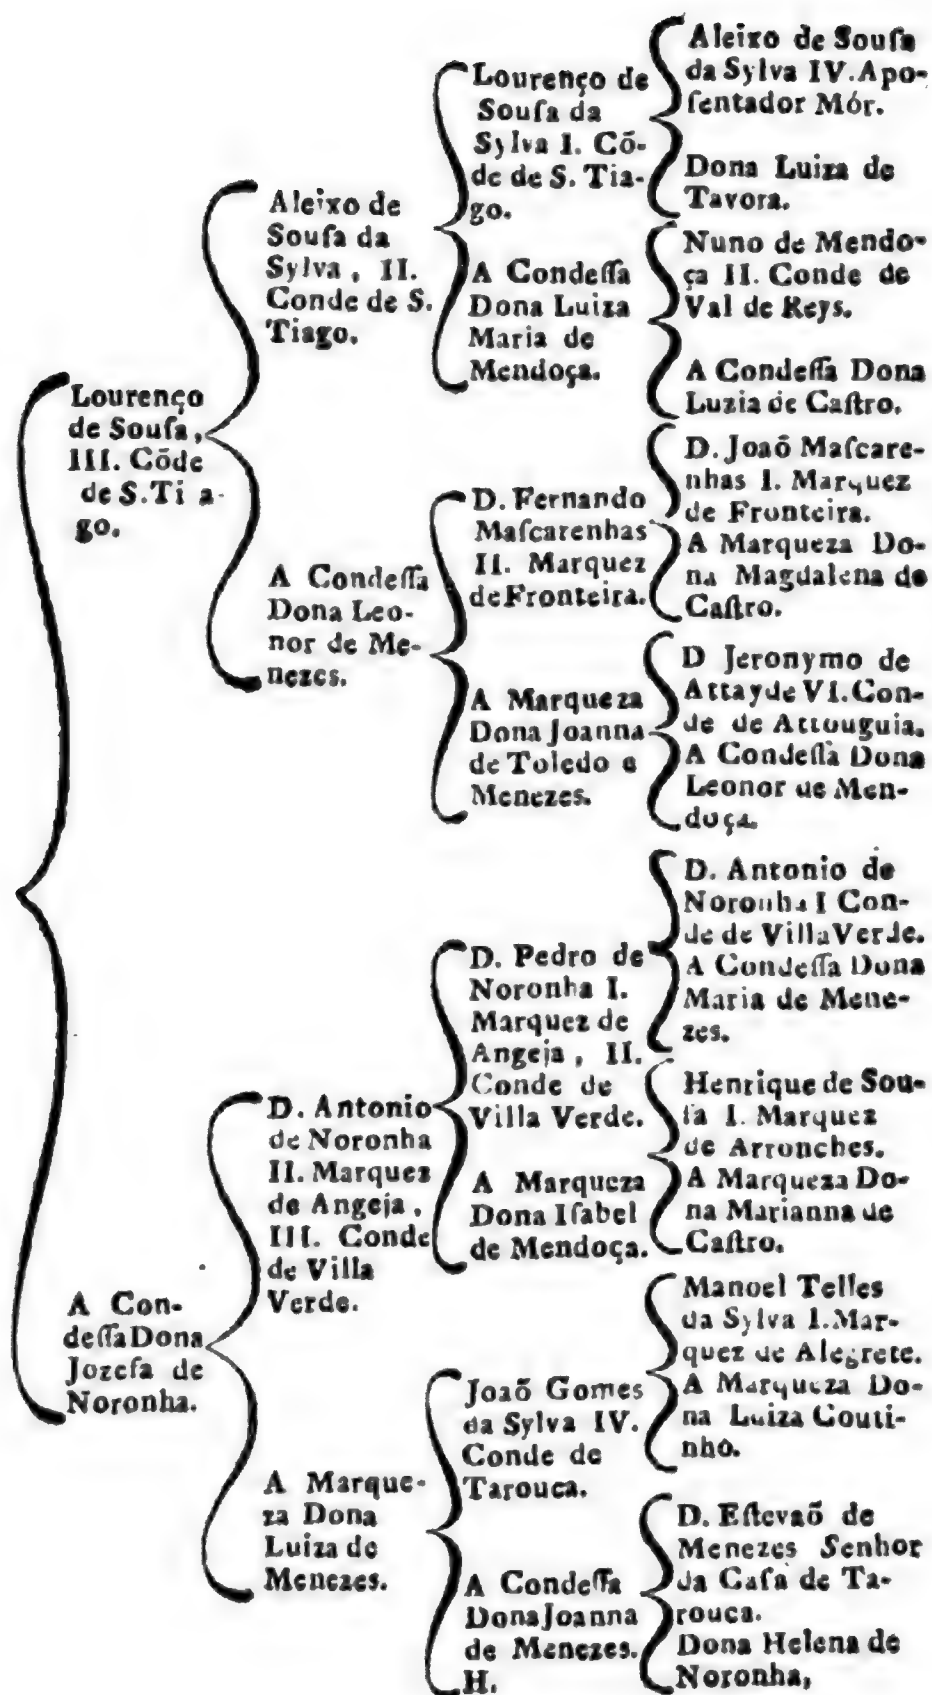 Lourenço
de Souſa,
III. Cõde
de S.Ti a-
go.
A Con-
deſſa Dona
Jozefa de
Noronha.
Aleixo de
Souſa da
Sylva, II.
Conde de S.
Tiago.
A Condeſſa
Dona Leo-
nor de Me-
nezes.
D. Antonio
de Noronha
II. Marquez
de Angeja,
III. Conde
de Villa
Verde.
A Marque-
za Dona
Luiza de
Menezes.
Lourenço de
Souſa da
Sylva I. Cõ-
de de S. Tia-
go.
A Condeſſa
Dona Luiza
Maria de
Mendoça.
D. Fernando
Maſcarenhas
II. Marquez
de Fronteira.
A Marqueza
Dona Joanna
de Toledo e
Menezes.
D. Pedro de
Noronha I.
Marquez de
Angeja, II.
Conde de
Villa Verde.
A Marqueza
Dona Iſabel
de Mendoça.
Joaõ Gomes
da Sylva IV.
Conde de
Tarouca.
A Condeſſa
Dona Joanna
de Menezes.
H.
Aleixo de Souſa
da Sylva IV. Apo-
ſentador Mór.
Dona Luiza de
Tavora.
Nuno de Mendo-
ça II. Conde de
Val de Reys.
A Condeſſa Dona
Luzia de Caſtro.
D. Joaõ Maſcare-
nhas I. Marquez
de Fronteira.
A Marqueza Do-
na Magdalena de
Caſtro.
D Jeronymo de
Attayde VI. Con-
de de Attouguia.
A Condeſſa Dona
Leonor de Men-
doça.
D. Antonio de
Noronha I Con-
de de Villa Verde.
A Condeſſa Dona
Maria de Mene-
zes.
Henrique de Sou-
ſa I. Marquez
de Arronches.
A Marqueza Do-
na Marianna de
Caſtro.
Manoel Telles
da Sylva I. Mar-
quez de Alegrete.
A Marqueza Do-
na Luiza Couti-
nho.
D. Eſtevaõ de
Menezes Senhor
da Caſa de Ta-
rouca.
Dona Helena de
Noronha,